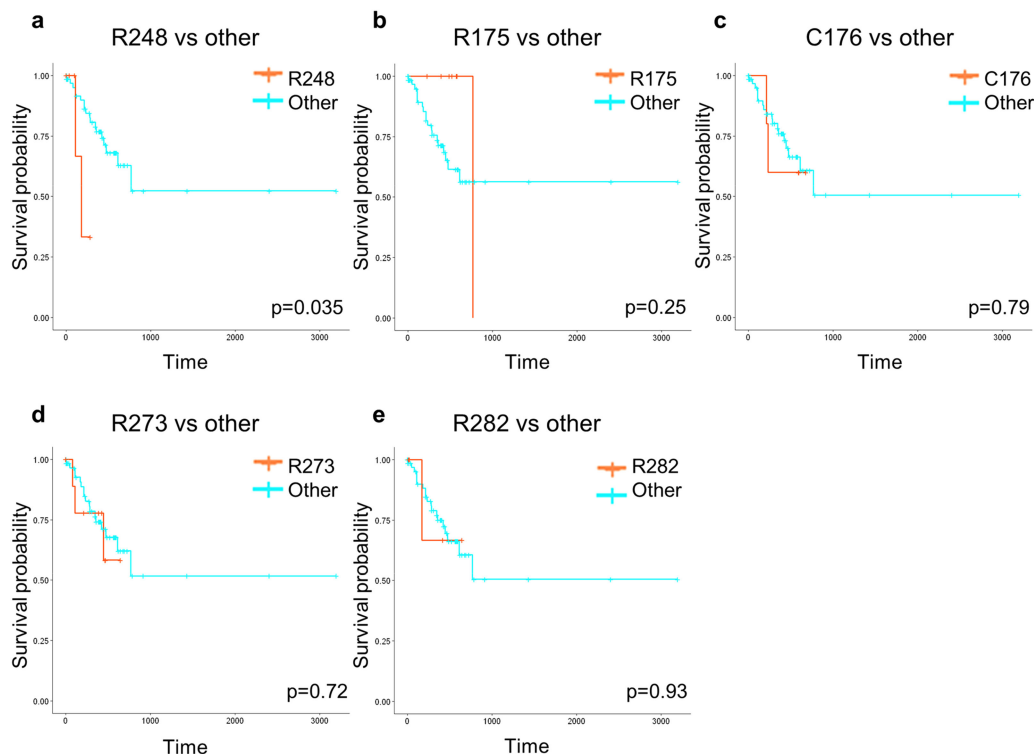 a
R248 vs other
R248
Other
Survival probability
1.00
0.75
0.50
0.25
0.00
p=0.035
0
1000
2000
3000
Time
b
R175 vs other
R175
Other
Survival probability
1.00
0.75
0.50
0.25
0.00
p=0.25
0
1000
2000
3000
Time
c
C176 vs other
C176
Other
Survival probability
1.00
0.75
0.50
0.25
0.00
p=0.79
0
1000
2000
3000
Time
d
R273 vs other
R273
Other
Survival probability
1.00
0.75
0.50
0.25
0.00
p=0.72
0
1000
2000
3000
Time
e
R282 vs other
R282
Other
Survival probability
1.00
0.75
0.50
0.25
0.00
p=0.93
0
1000
2000
3000
Time